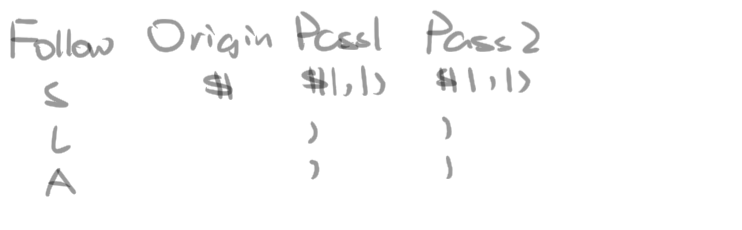 Follow Origin Pass1 Pass2
S $ $|,|) $|,|)
L ) )
A ) )